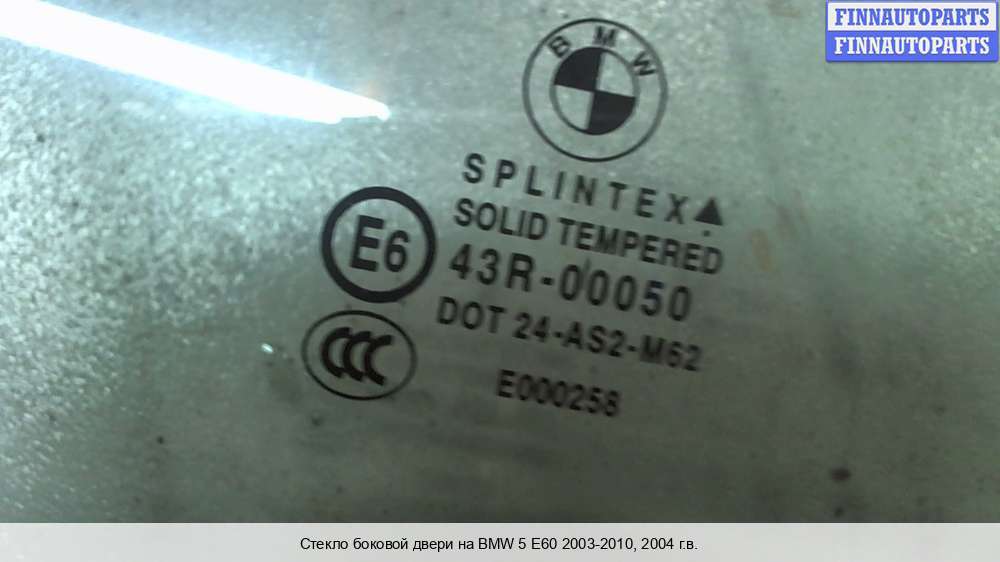 FINNAUTOPARTS
FINNAUTOPARTS
BMW
SPLINTEX
SOLID TEMPERED
E6
43R-00050
DOT 24-AS2-M62
CCC
E000258
Стекло боковой двери на BMW 5 E60 2003-2010, 2004 г.в.